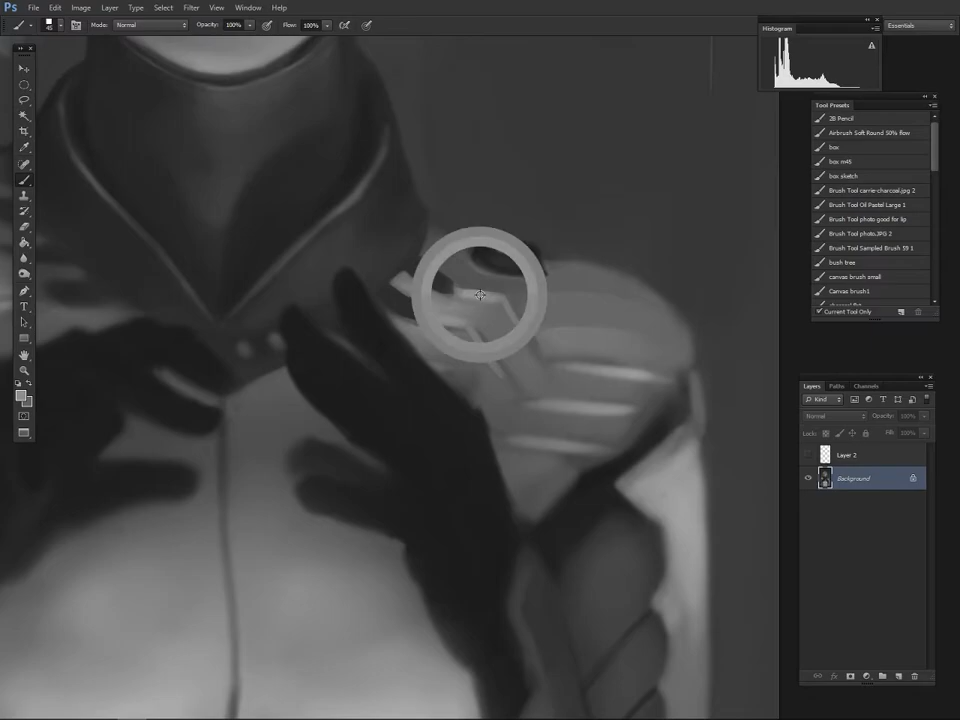 Ps File Edit Image Layer Type Select Filter View Window Help
45 Mode: Normal Opacity: 100% Flow: 100%
Essentials
Histogram
Tool Presets
2B Pencil
Airbrush Soft Round 50% flow
box
box m45
box sketch
Brush Tool carrie-charcoal.jpg 2
Brush Tool Oil Pastel Large 1
Brush Tool photo good for lip
Brush Tool photo.JPG 2
Brush Tool Sampled Brush 59 1
bush tree
canvas brush small
Canvas brush1
Current Tool Only
Layers Paths Channels
Kind
Normal Opacity: 100%
Lock: Fill: 100%
Layer 2
Background
fx